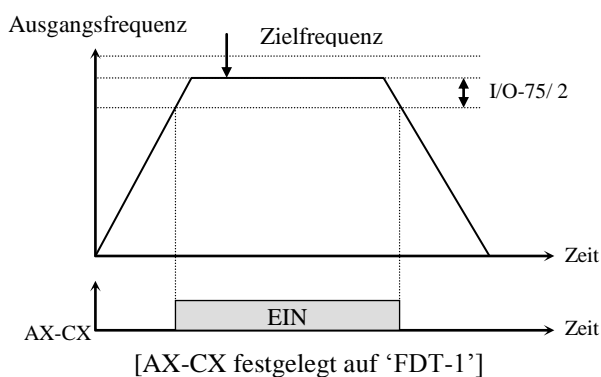 Ausgangsfrequenz
Zielfrequenz
I/O-75/ 2
Zeit
EIN
AX-CX
Zeit
[AX-CX festgelegt auf ‘FDT-1’]